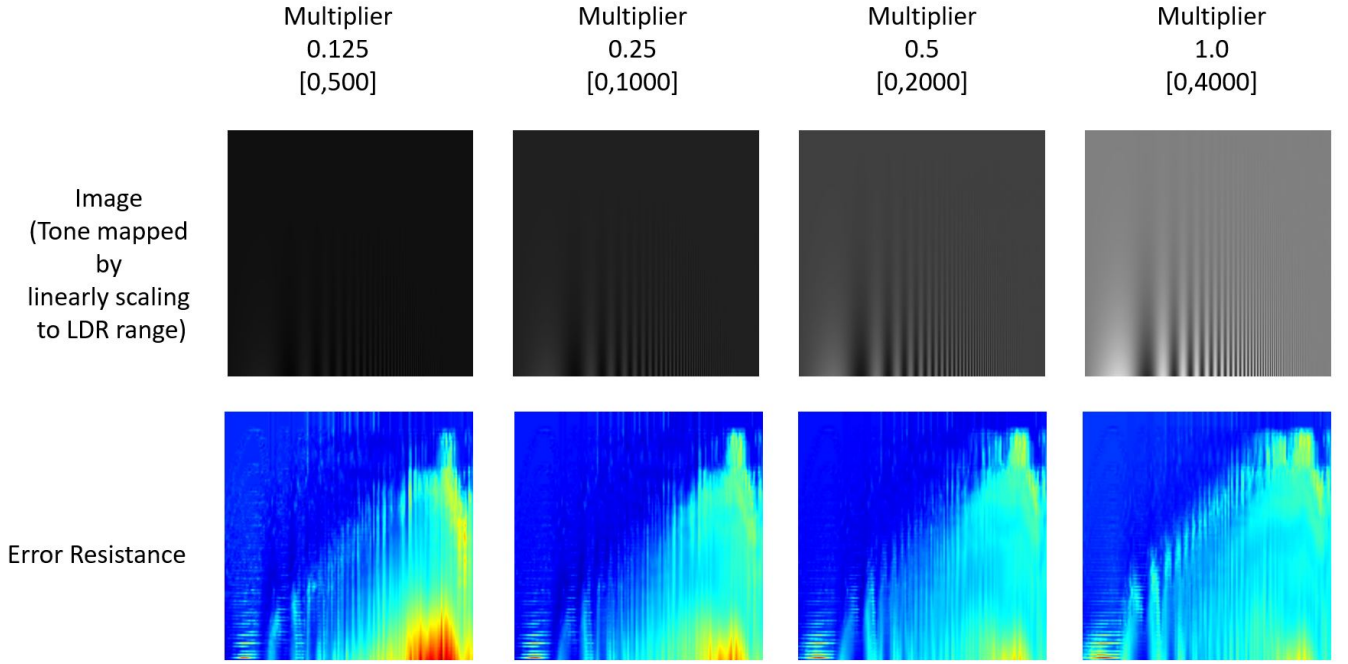 Multiplier
0.125
[0,500]
Multiplier
0.25
[0,1000]
Multiplier
0.5
[0,2000]
Multiplier
1.0
[0,4000]
Image
(Tone mapped
by
linearly scaling
to LDR range)
Error Resistance